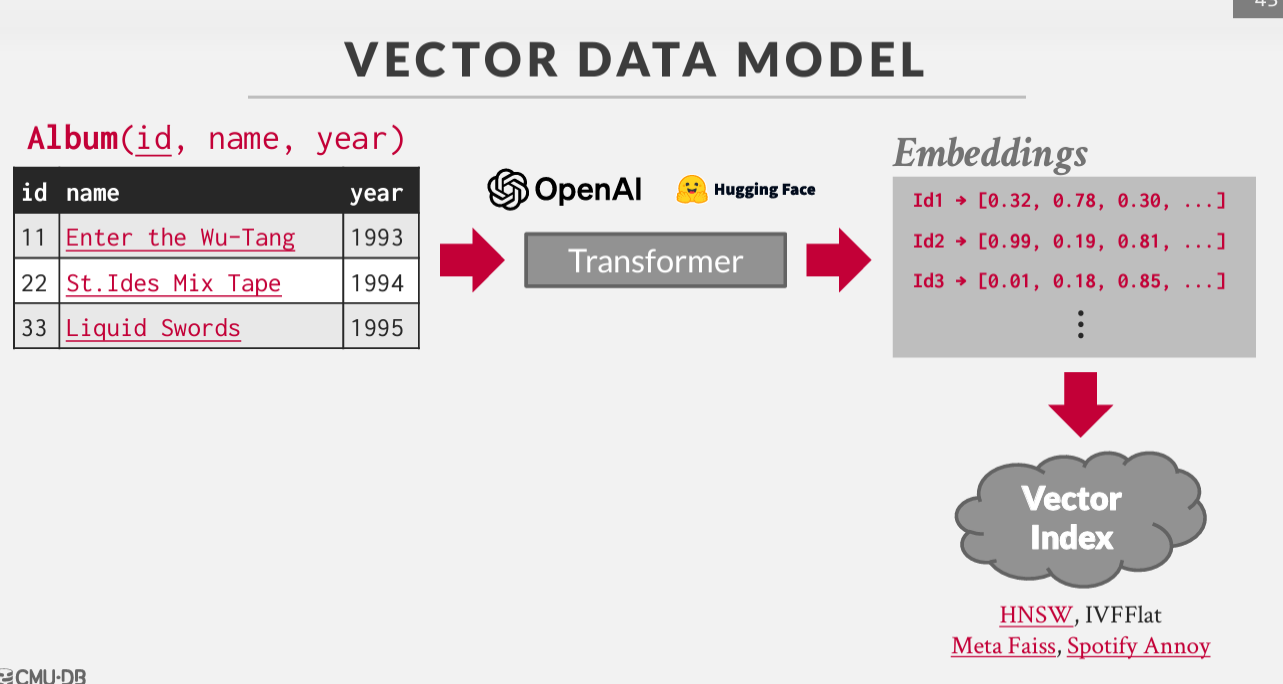 VECTOR DATA MODEL
Album(id, name, year)
id name year
11 Enter the Wu-Tang 1993
22 St.Ides Mix Tape 1994
33 Liquid Swords 1995
OpenAI
Hugging Face
Transformer
Embeddings
Id1 → [0.32, 0.78, 0.30, ...]
Id2 → [0.99, 0.19, 0.81, ...]
Id3 → [0.01, 0.18, 0.85, ...]
⋮
Vector
Index
HNSW, IVFFlat
Meta Faiss, Spotify Annoy
CMU·DB